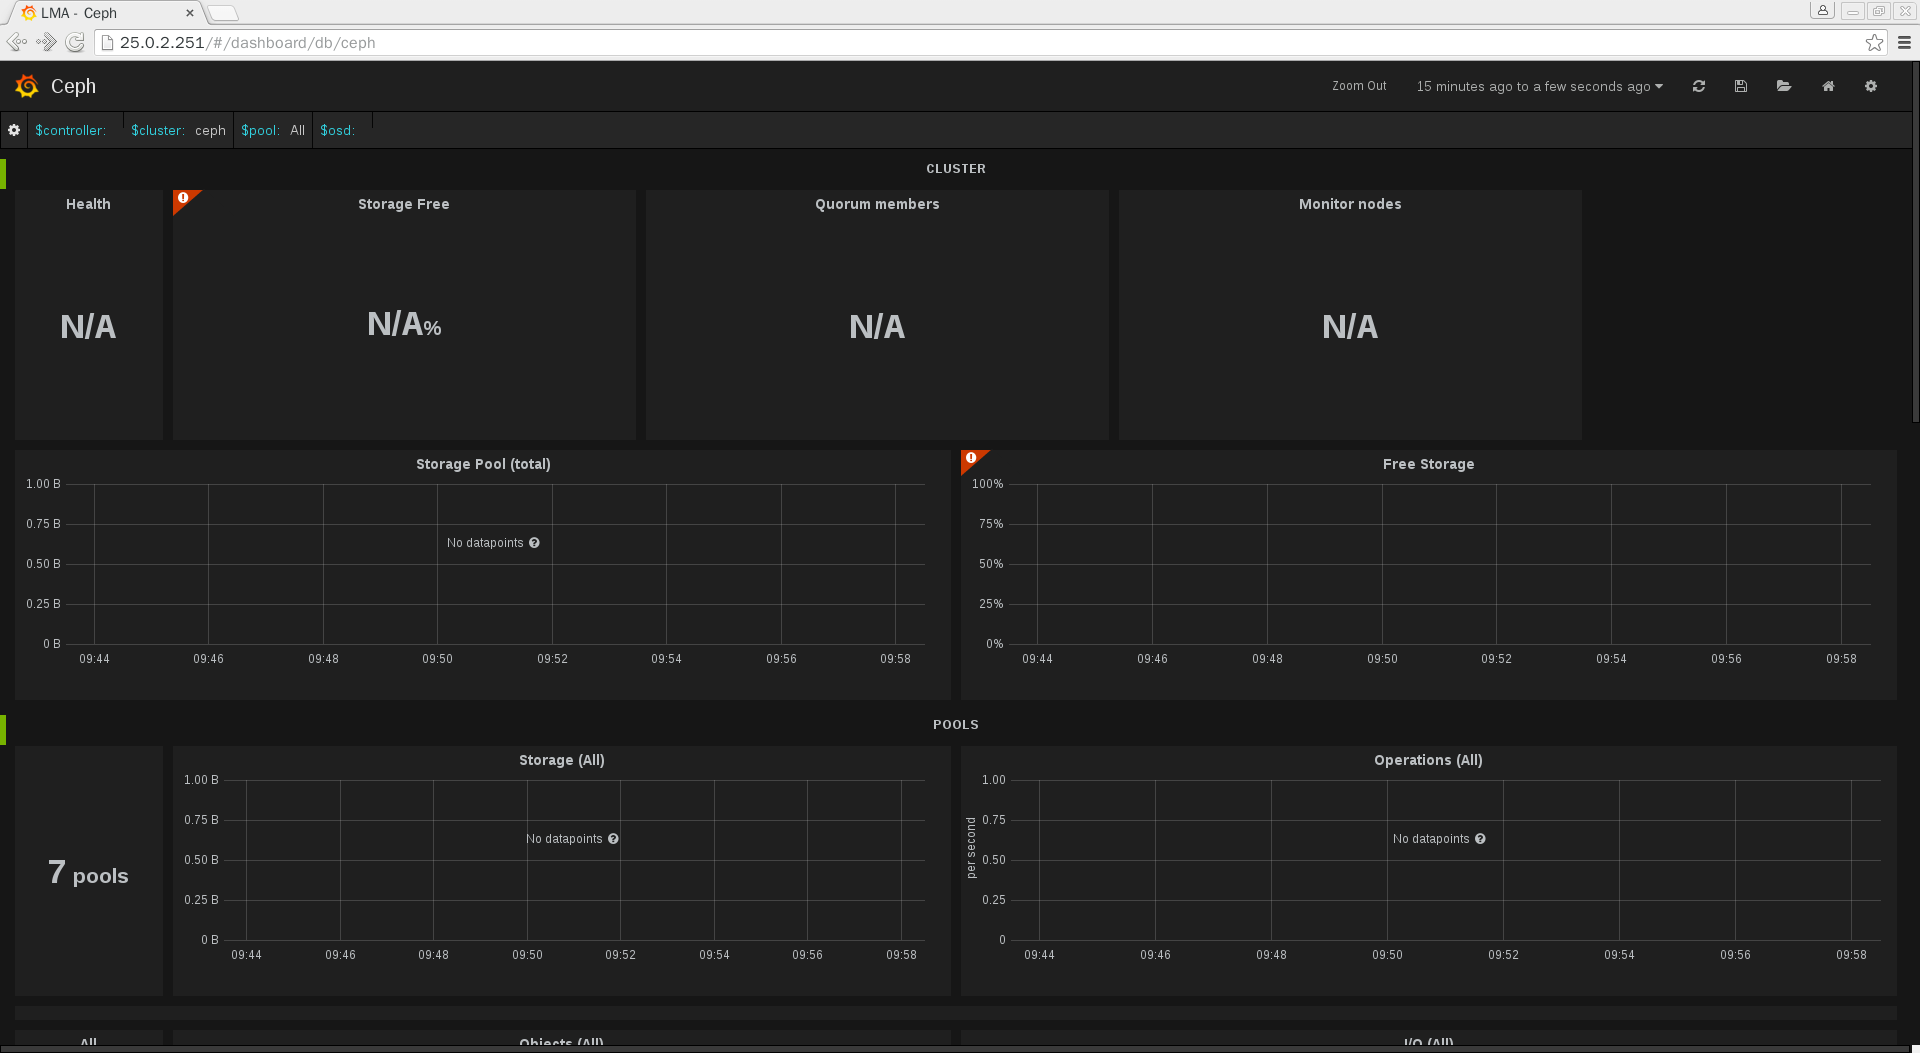 LMA - Ceph
25.0.2.251/#/dashboard/db/ceph
Ceph
Zoom Out
15 minutes ago to a few seconds ago
$controller:
$cluster: ceph
$pool: All
$osd:
CLUSTER
Health
Storage Free
Quorum members
Monitor nodes
N/A
N/A%
N/A
N/A
Storage Pool (total)
1.00 B
0.75 B
0.50 B
0.25 B
0 B
No datapoints
09:44 09:46 09:48 09:50 09:52 09:54 09:56 09:58
Free Storage
100%
75%
50%
25%
0%
09:44 09:46 09:48 09:50 09:52 09:54 09:56 09:58
POOLS
7 pools
Storage (All)
1.00 B
0.75 B
0.50 B
0.25 B
0 B
No datapoints
09:44 09:46 09:48 09:50 09:52 09:54 09:56 09:58
Operations (All)
per second
1.00
0.75
0.50
0.25
0
No datapoints
09:44 09:46 09:48 09:50 09:52 09:54 09:56 09:58
All
Objects (All)
I/O (All)